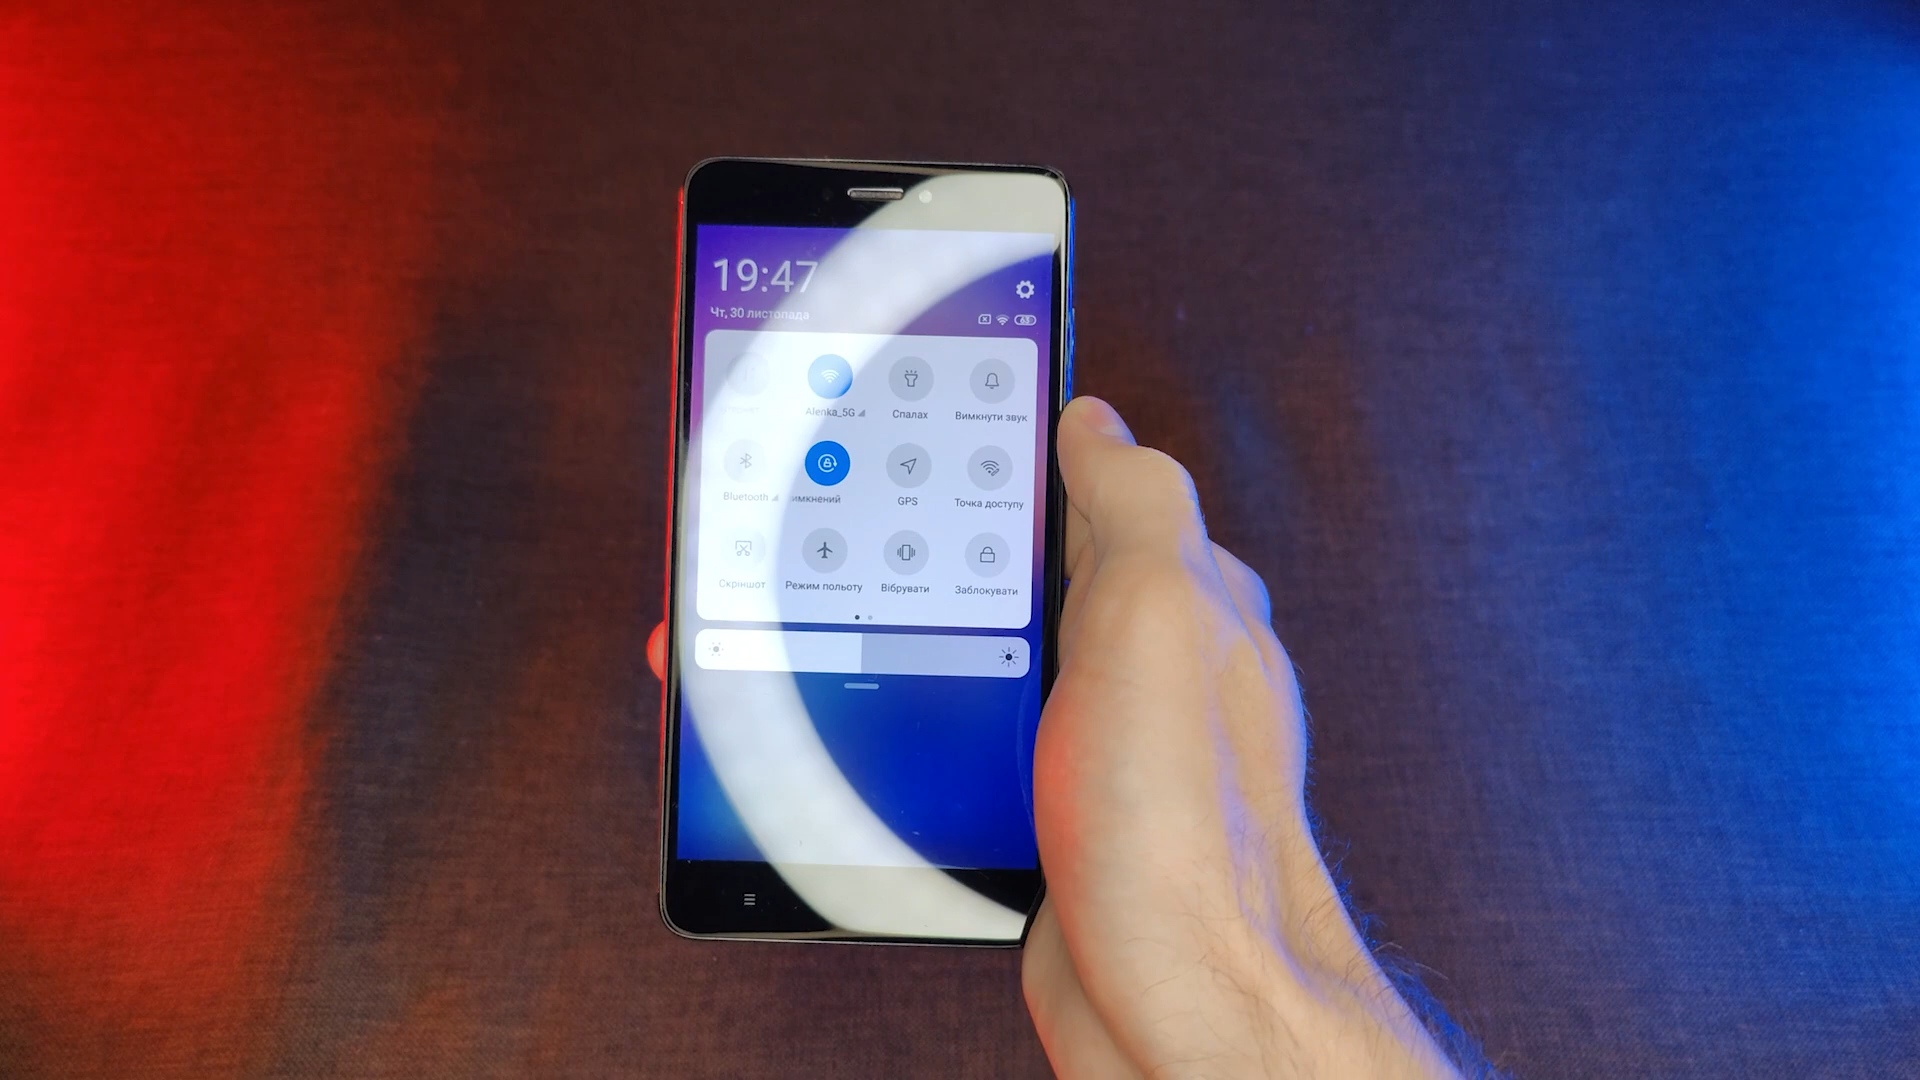 19:47
Чт, 30 листопада
63
Alenka_5G
Спалах
Вимкнути звук
Bluetooth
имкнений
GPS
Точка доступу
Скріншот
Режим польоту
Вібрувати
Заблокувати